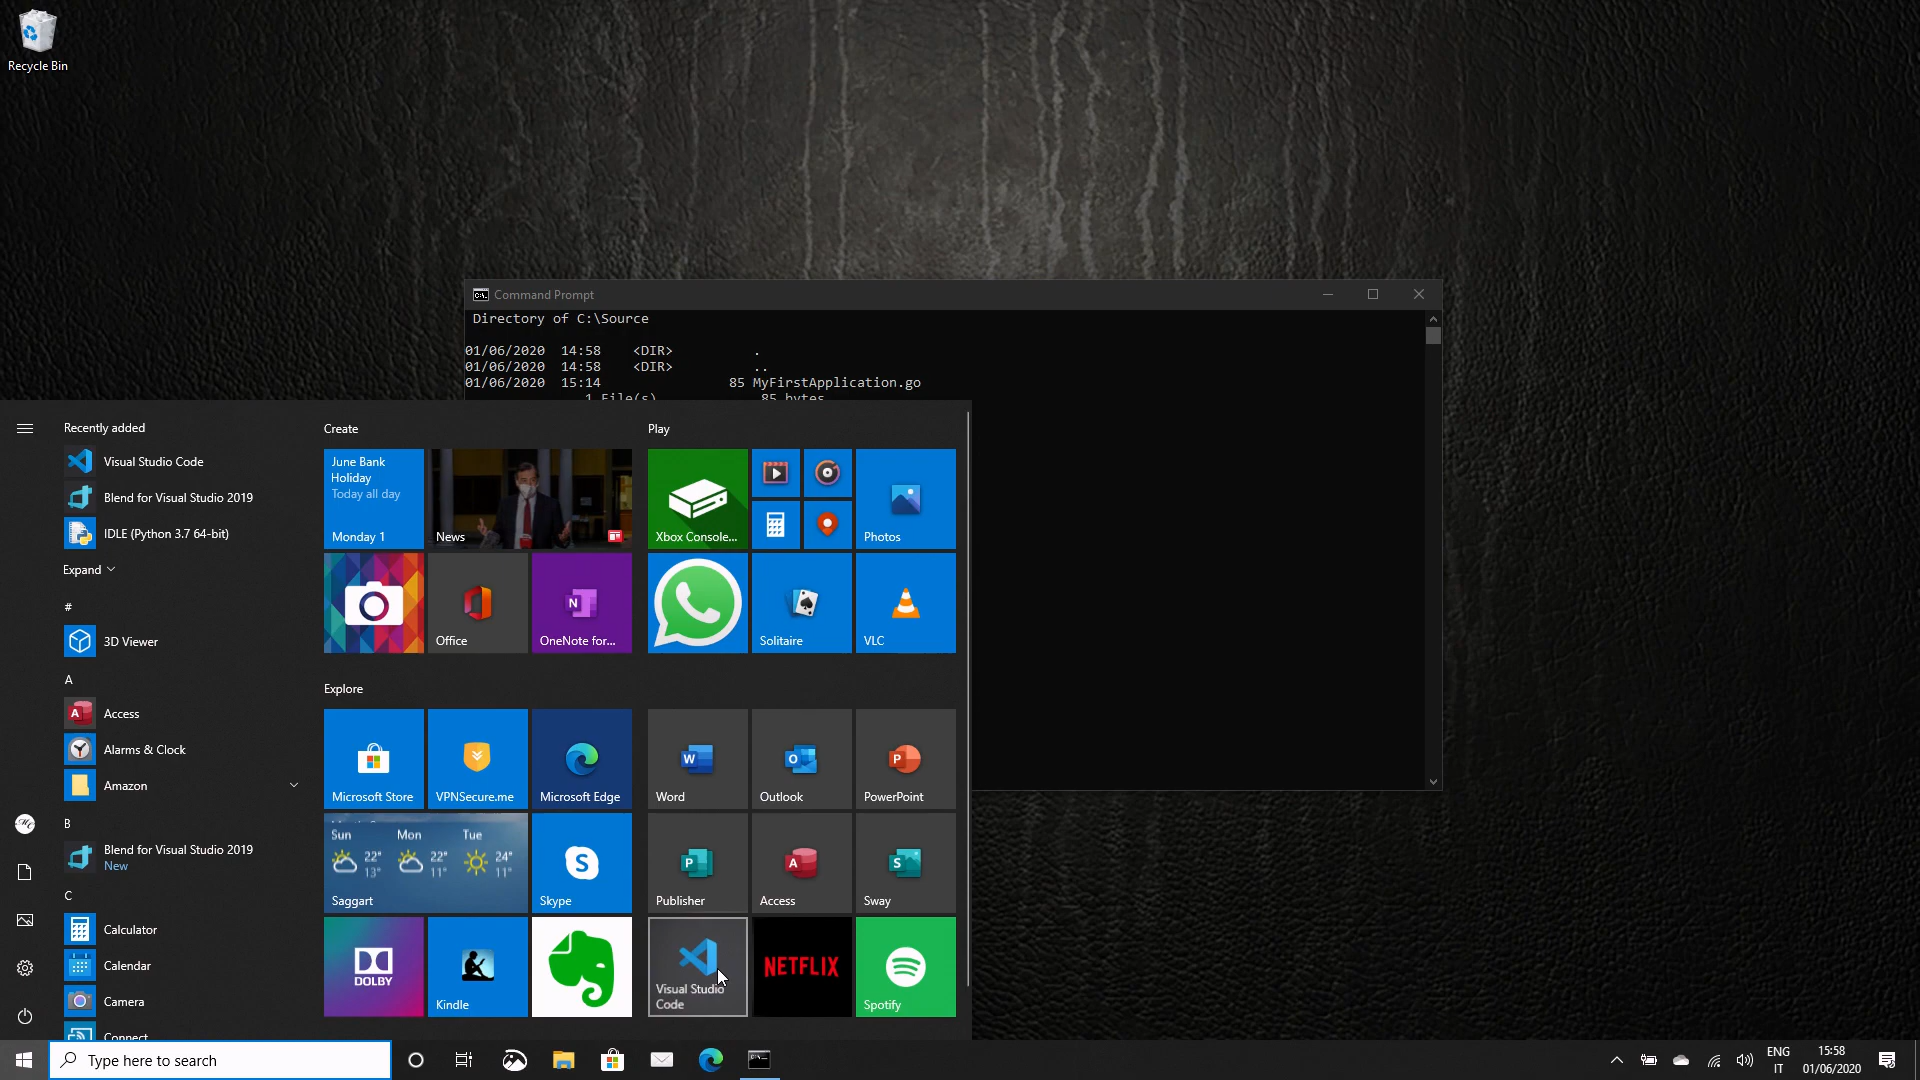 Recycle Bin
Command Prompt
Directory of C:\Source
01/06/2020 14:58 <DIR> .
01/06/2020 14:58 <DIR> ..
01/06/2020 15:14 85 MyFirstApplication.go
1 File(s) 85 bytes
Recently added
Visual Studio Code
Blend for Visual Studio 2019
IDLE (Python 3.7 64-bit)
Expand
#
3D Viewer
A
Access
Alarms & Clock
Amazon
B
Blend for Visual Studio 2019
New
C
Calculator
Calendar
Camera
Connect
Create
June Bank
Holiday
Today all day
Monday 1
News
Office
OneNote for...
Play
Xbox Console...
Photos
Solitaire
VLC
Explore
Microsoft Store
VPNSecure.me
Microsoft Edge
Sun Mon Tue
22° 22° 24°
13° 11° 11°
Saggart
Skype
DOLBY
Kindle
Word
Outlook
PowerPoint
Publisher
Access
Sway
Visual Studio
Code
NETFLIX
Spotify
Type here to search
ENG
IT
15:58
01/06/2020